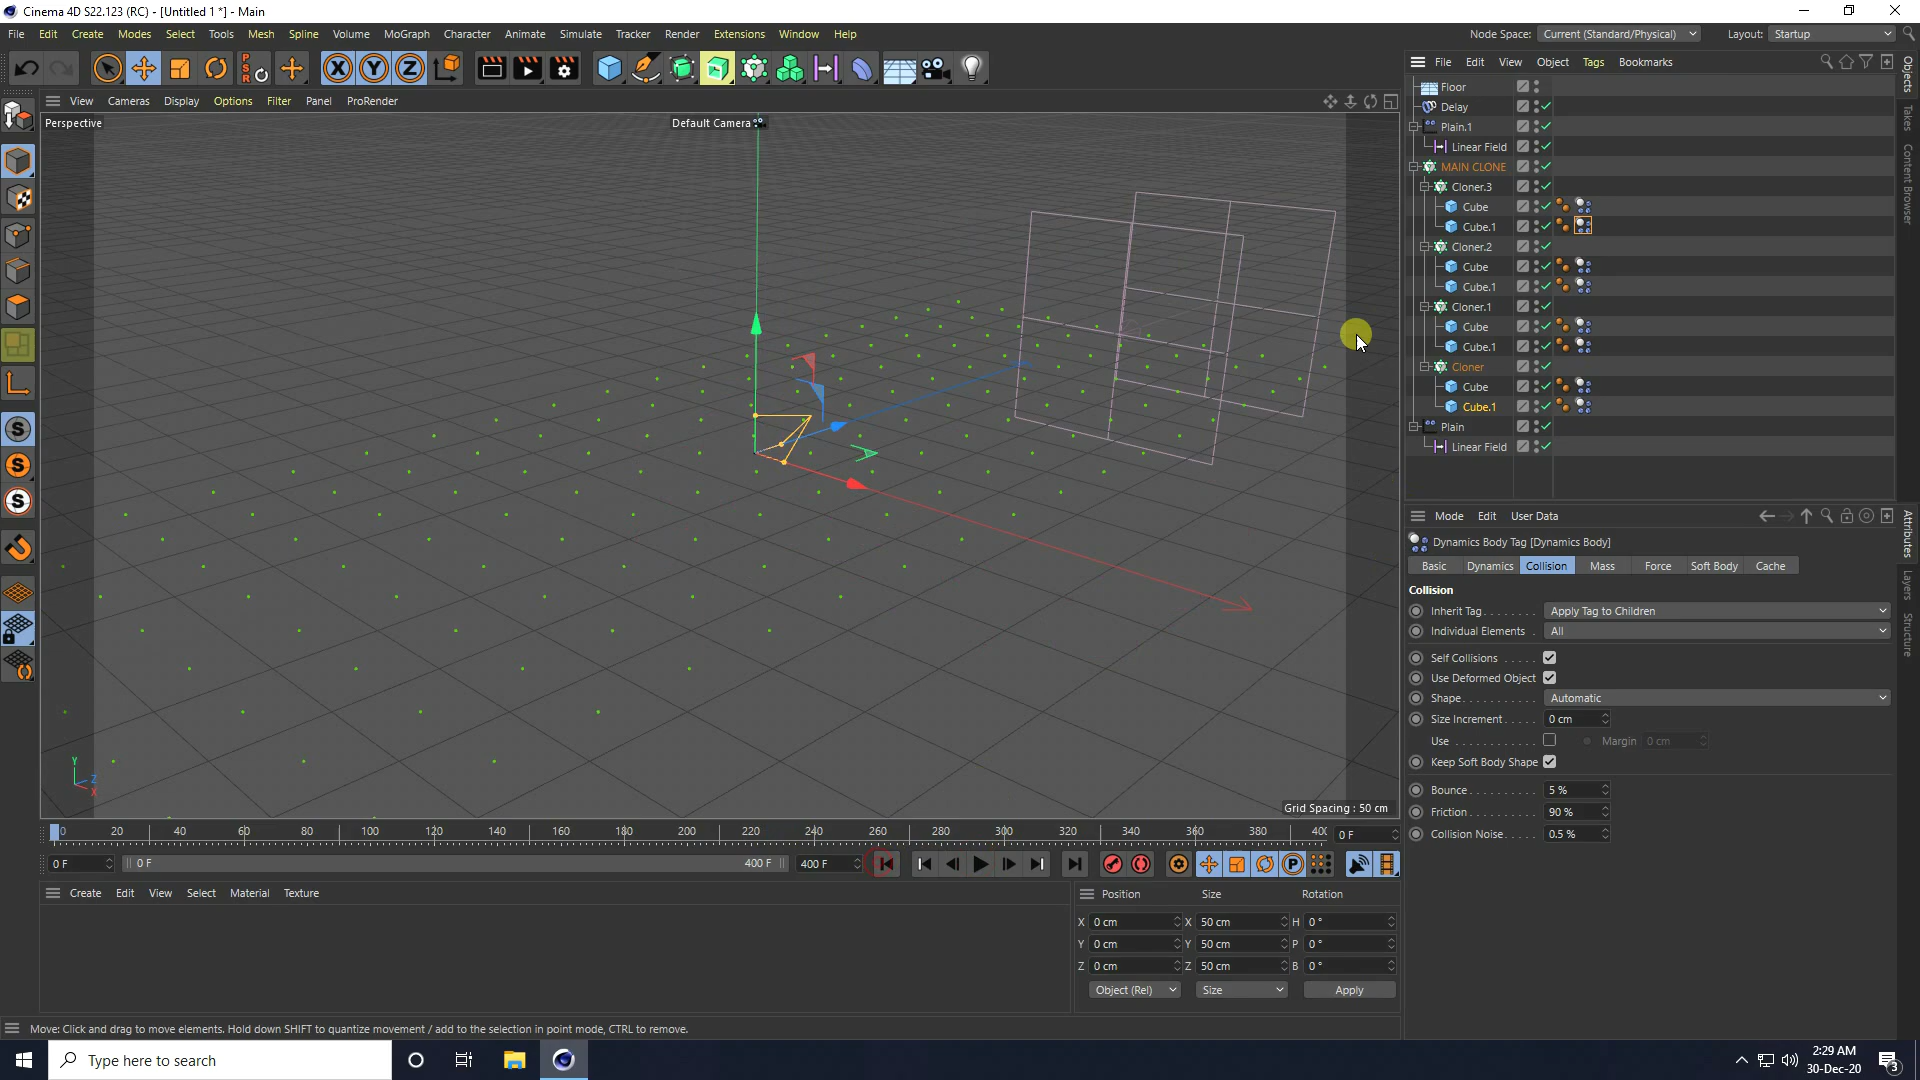 Cinema 4D S22.123 (RC) - [Untitled 1 *] - Main
File Edit Create Modes Select Tools Mesh Spline Volume MoGraph Character Animate Simulate Tracker Render Extensions Window Help
Node Space: Current (Standard/Physical) Layout: Startup
File Edit View Object Tags Bookmarks
View Cameras Display Options Filter Panel ProRender
Perspective
Default Camera
Floor
Delay
Plain.1
Linear Field
MAIN CLONE
Cloner.3
Cube
Cube.1
Cloner.2
Cube
Cube.1
Cloner.1
Cube
Cube.1
Cloner
Cube
Cube.1
Plain
Linear Field
Objects
Takes
Content Browser
Mode Edit User Data
Dynamics Body Tag [Dynamics Body]
Basic Dynamics Collision Mass Force Soft Body Cache
Collision
Inherit Tag . . . . . . . . Apply Tag to Children
Individual Elements . All
Self Collisions . . . . .
Use Deformed Object
Shape. . . . . . . . . . . Automatic
Size Increment. . . . . 0 cm
Use . . . . . . . . . . . . Margin 0 cm
Keep Soft Body Shape
Bounce. . . . . . . . . . 5 %
Friction. . . . . . . . . . 90 %
Collision Noise. . . . . 0.5 %
Attributes
Layers
Structure
Y
Z
X
Grid Spacing : 50 cm
0 20 40 60 80 100 120 140 160 180 200 220 240 260 280 300 320 340 360 380 400 0 F
0 F 0 F 400 F 400 F
Create Edit View Select Material Texture
Position Size Rotation
X 0 cm X 50 cm H 0 °
Y 0 cm Y 50 cm P 0 °
Z 0 cm Z 50 cm B 0 °
Object (Rel) Size Apply
Move: Click and drag to move elements. Hold down SHIFT to quantize movement / add to the selection in point mode, CTRL to remove.
Type here to search
2:29 AM
30-Dec-20
3